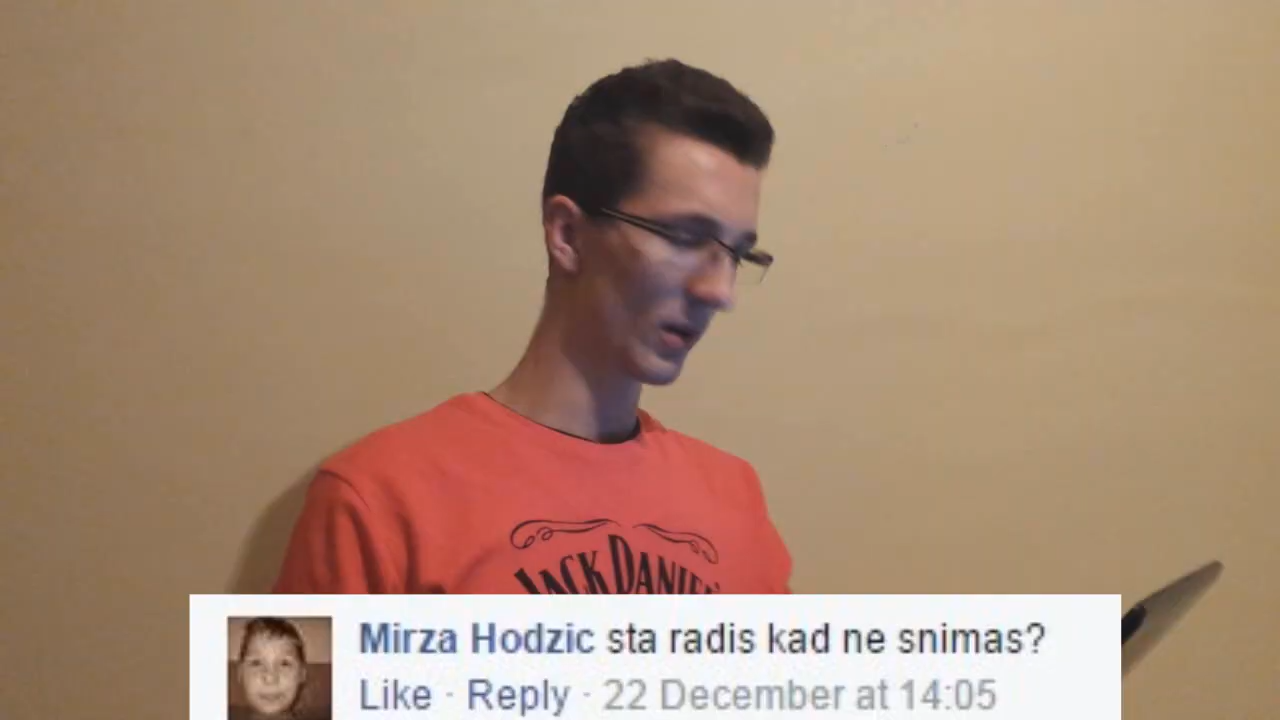 JACK DANIEL'S
Mirza Hodzic sta radis kad ne snimas?
Like · Reply · 22 December at 14:05